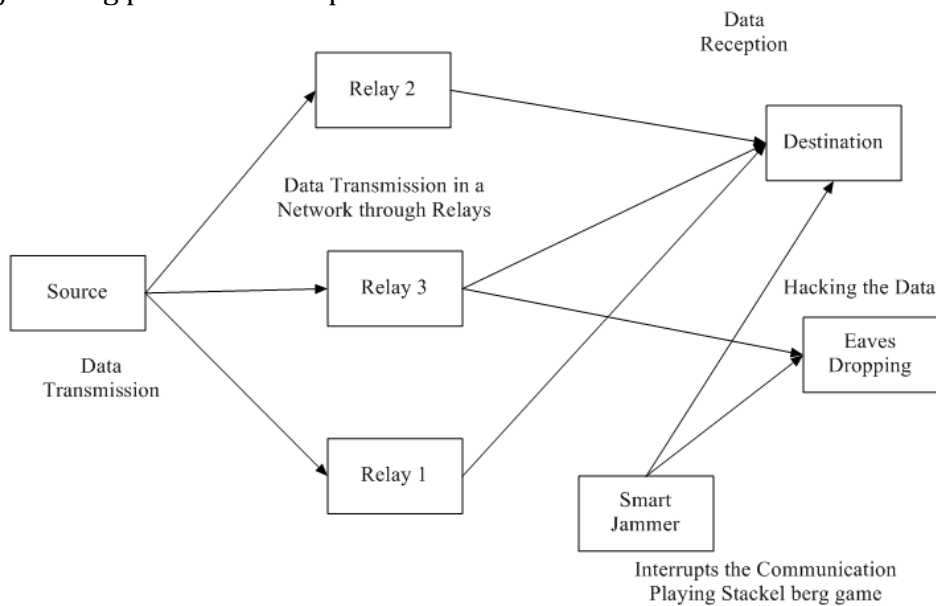 Data
Reception
Relay 2
Destination
Data Transmission in a
Network through Relays
Source
Relay 3
Hacking the Data
Eaves
Dropping
Data
Transmission
Relay 1
Smart
Jammer
Interrupts the Communication
Playing Stackel berg game